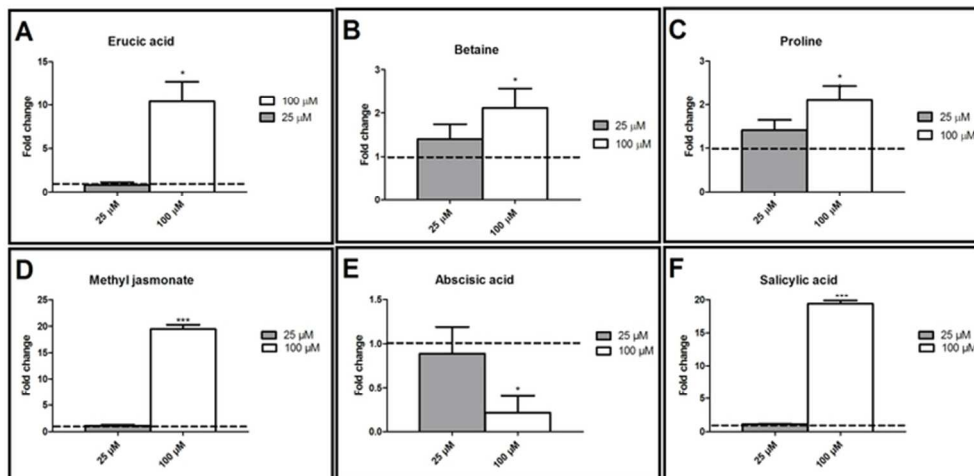 A
Erucic acid
Fold change
15
10
5
0
*
25 µM
100 µM
100 µM
25 µM
B
Betaine
Fold change
3
2
1
0
*
25 µM
100 µM
25 µM
100 µM
C
Proline
Fold change
3
2
1
0
*
25 µM
100 µM
25 µM
100 µM
D
Methyl jasmonate
Fold change
25
20
15
10
5
0
***
25 µM
100 µM
25 µM
100 µM
E
Abscisic acid
Fold change
1.5
1.0
0.5
0.0
*
25 µM
100 µM
25 µM
100 µM
F
Salicylic acid
Fold change
20
15
10
5
0
***
25 µM
100 µM
25 µM
100 µM